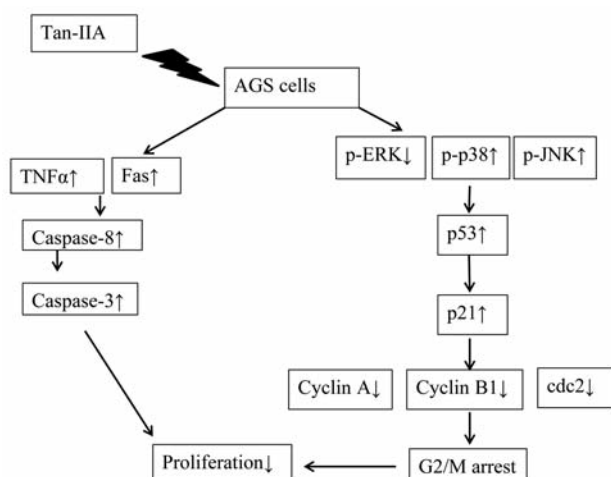 Tan-IIA
AGS cells
TNFα↑ Fas↑
Caspase-8↑
Caspase-3↑
p-ERK↓ p-p38↑ p-JNK↑
p53↑
p21↑
Cyclin A↓ Cyclin B1↓ cdc2↓
Proliferation↓ G2/M arrest